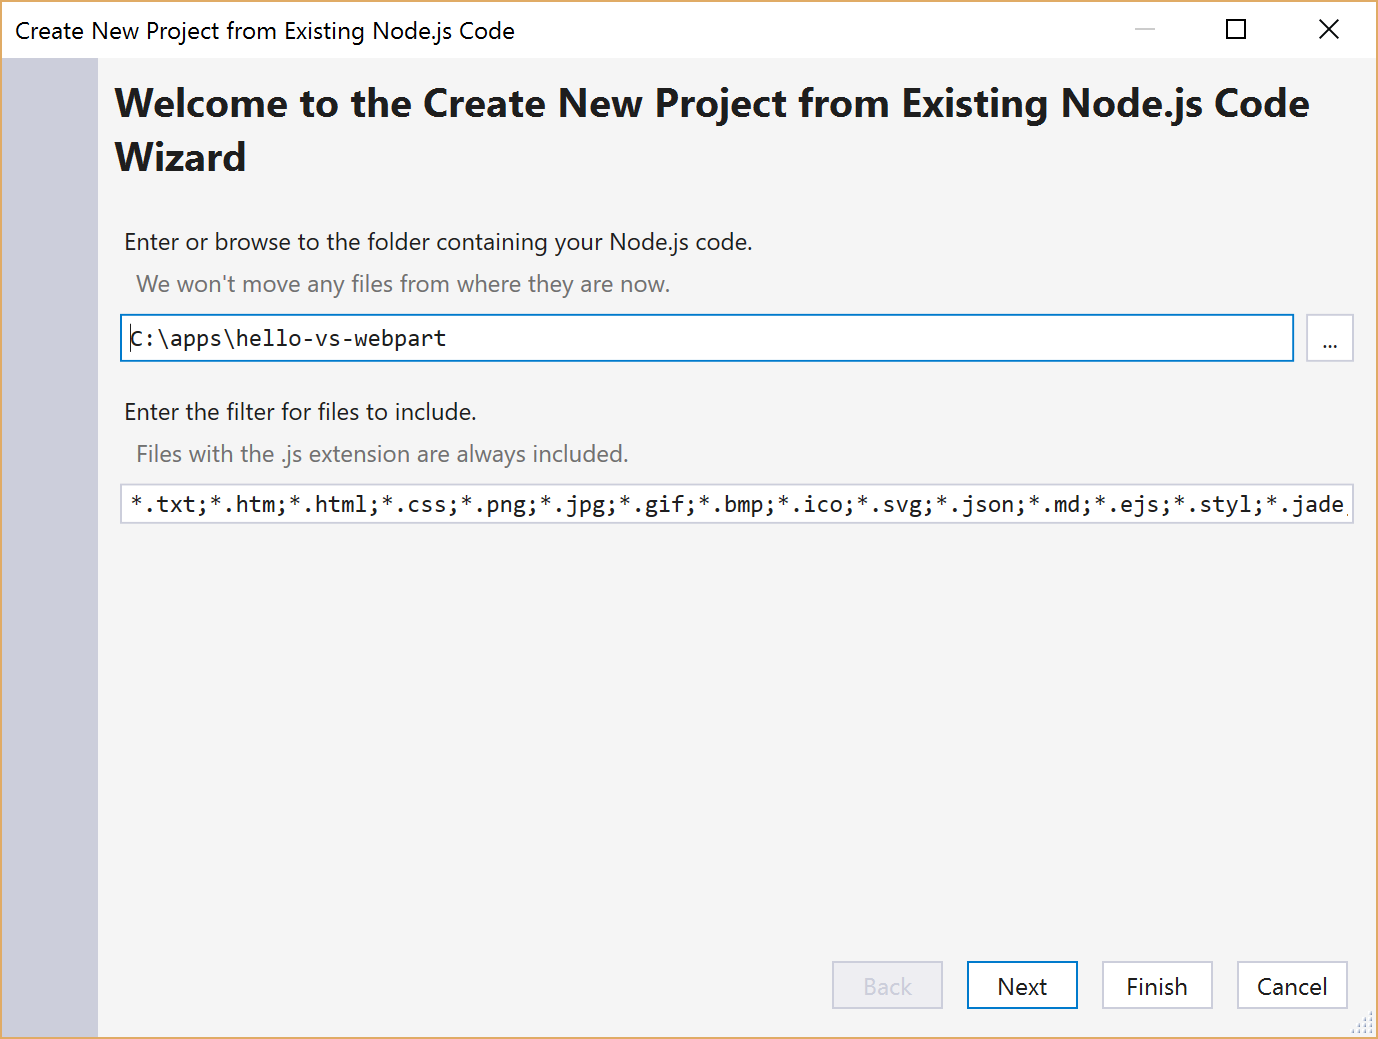 Create New Project from Existing Node.js Code
Welcome to the Create New Project from Existing Node.js Code
Wizard
Enter or browse to the folder containing your Node.js code.
We won't move any files from where they are now.
C:\apps\hello-vs-webpart
...
Enter the filter for files to include.
Files with the .js extension are always included.
*.txt;*.htm;*.html;*.css;*.png;*.jpg;*.gif;*.bmp;*.ico;*.svg;*.json;*.md;*.ejs;*.styl;*.jade
Back Next Finish Cancel